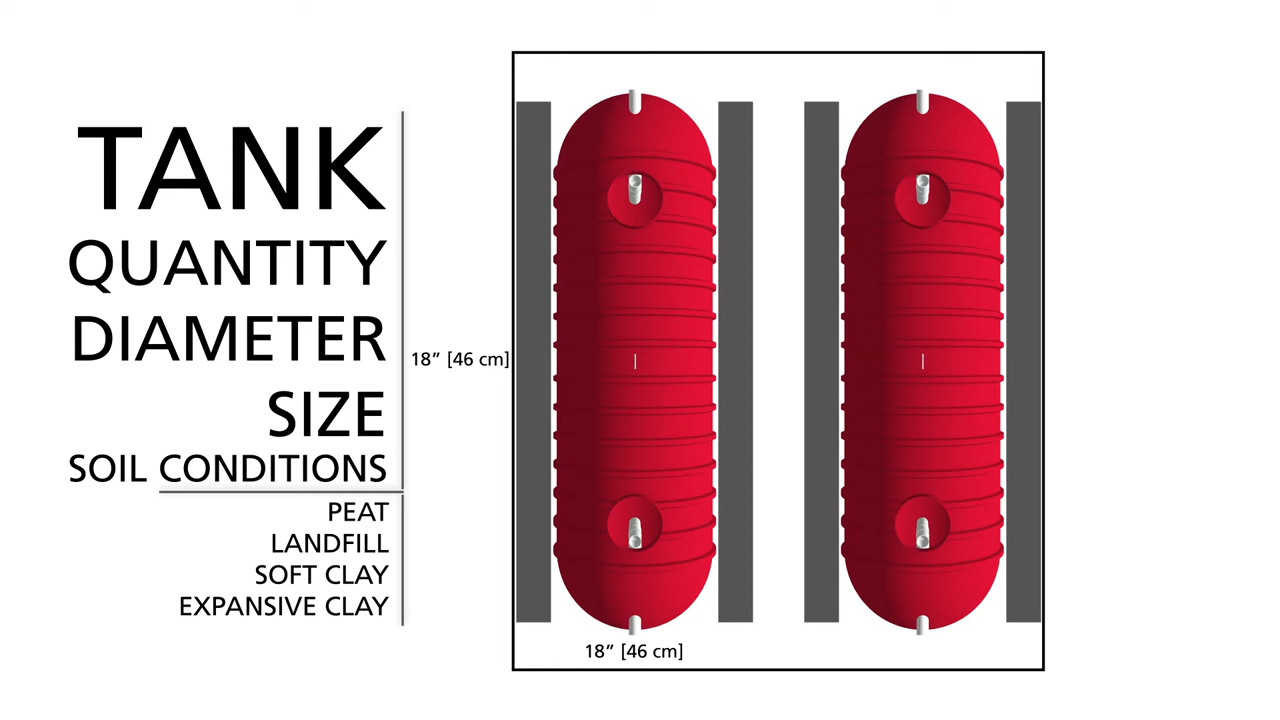 TANK
QUANTITY
DIAMETER
SIZE
SOIL CONDITIONS
PEAT
LANDFILL
SOFT CLAY
EXPANSIVE CLAY
18” [46 cm]
18” [46 cm]